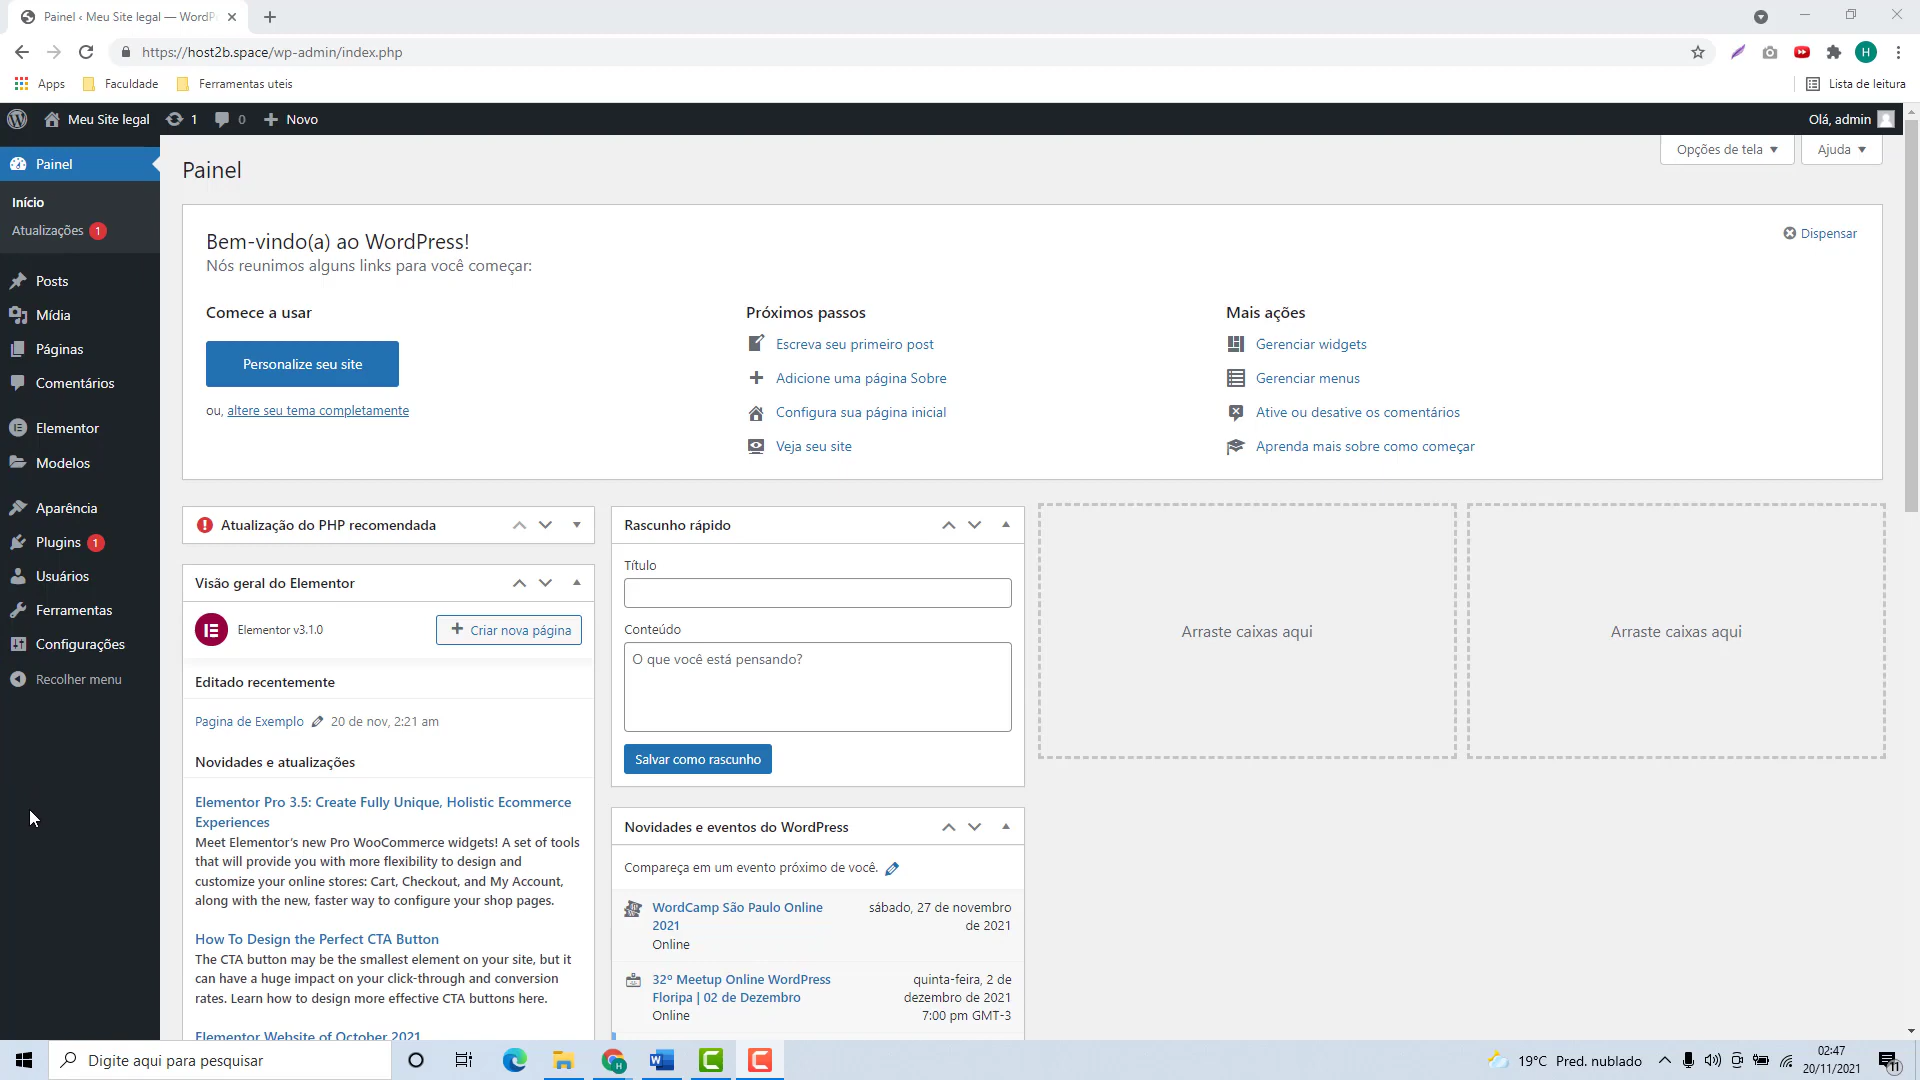 Painel ‹ Meu Site legal — WordP
https://host2b.space/wp-admin/index.php
H
Apps
Faculdade
Ferramentas uteis
Lista de leitura
Meu Site legal
1
0
Novo
Olá, admin
Painel
Início
Atualizações 1
Posts
Mídia
Páginas
Comentários
Elementor
Modelos
Aparência
Plugins 1
Usuários
Ferramentas
Configurações
Recolher menu
Painel
Opções de tela
Ajuda
Bem-vindo(a) ao WordPress!
Dispensar
Nós reunimos alguns links para você começar:
Comece a usar
Personalize seu site
ou, altere seu tema completamente
Próximos passos
Escreva seu primeiro post
Adicione uma página Sobre
Configura sua página inicial
Veja seu site
Mais ações
Gerenciar widgets
Gerenciar menus
Ative ou desative os comentários
Aprenda mais sobre como começar
Atualização do PHP recomendada
Visão geral do Elementor
Elementor v3.1.0
Criar nova página
Editado recentemente
Pagina de Exemplo 20 de nov, 2:21 am
Novidades e atualizações
Elementor Pro 3.5: Create Fully Unique, Holistic Ecommerce
Experiences
Meet Elementor's new Pro WooCommerce widgets! A set of tools
that will provide you with more flexibility to design and
customize your online stores: Cart, Checkout, and My Account,
along with the new, faster way to configure your shop pages.
How To Design the Perfect CTA Button
The CTA button may be the smallest element on your site, but it
can have a huge impact on your click-through and conversion
rates. Learn how to design more effective CTA buttons here.
Elementor Website of October 2021
Rascunho rápido
Título
Conteúdo
O que você está pensando?
Salvar como rascunho
Novidades e eventos do WordPress
Compareça em um evento próximo de você.
WordCamp São Paulo Online
2021
Online
sábado, 27 de novembro
de 2021
32º Meetup Online WordPress
Floripa | 02 de Dezembro
Online
quinta-feira, 2 de
dezembro de 2021
7:00 pm GMT-3
Arraste caixas aqui
Arraste caixas aqui
Digite aqui para pesquisar
19°C Pred. nublado
02:47
20/11/2021
11